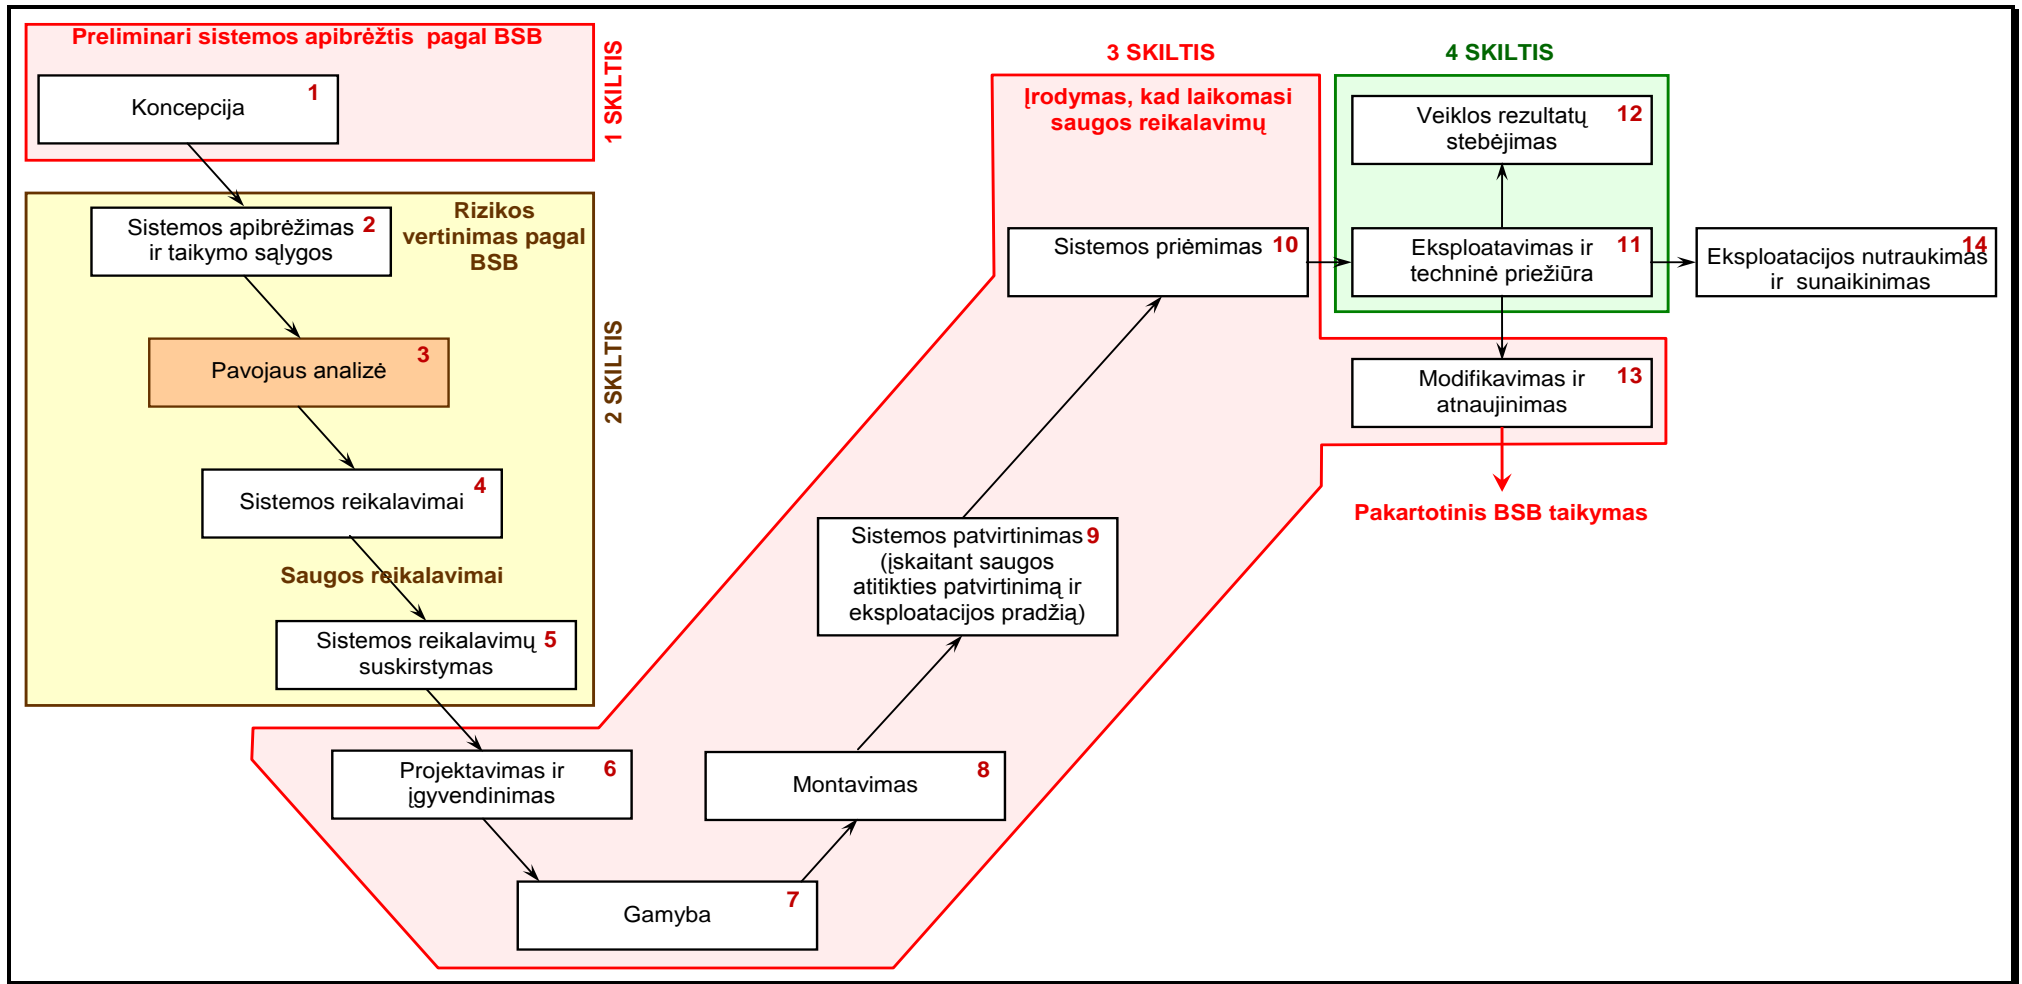 Preliminari sistemos apibrėžtis pagal BSB
1 SKILTIS
Koncepcija
1
Rizikos
vertinimas pagal
BSB
2 SKILTIS
Sistemos apibrėžimas
ir taikymo sąlygos
2
Pavojaus analizė
3
Sistemos reikalavimai
4
Saugos reikalavimai
Sistemos reikalavimų
suskirstymas
5
3 SKILTIS
Įrodymas, kad laikomasi
saugos reikalavimų
Projektavimas ir
įgyvendinimas
6
Gamyba
7
Montavimas
8
Sistemos patvirtinimas
(įskaitant saugos
atitikties patvirtinimą ir
eksploatacijos pradžią)
9
Sistemos priėmimas
10
4 SKILTIS
Veiklos rezultatų
stebėjimas
12
Eksploatavimas ir
techninė priežiūra
11
Eksploatacijos nutraukimas
ir sunaikinimas
14
Modifikavimas ir
atnaujinimas
13
Pakartotinis BSB taikymas